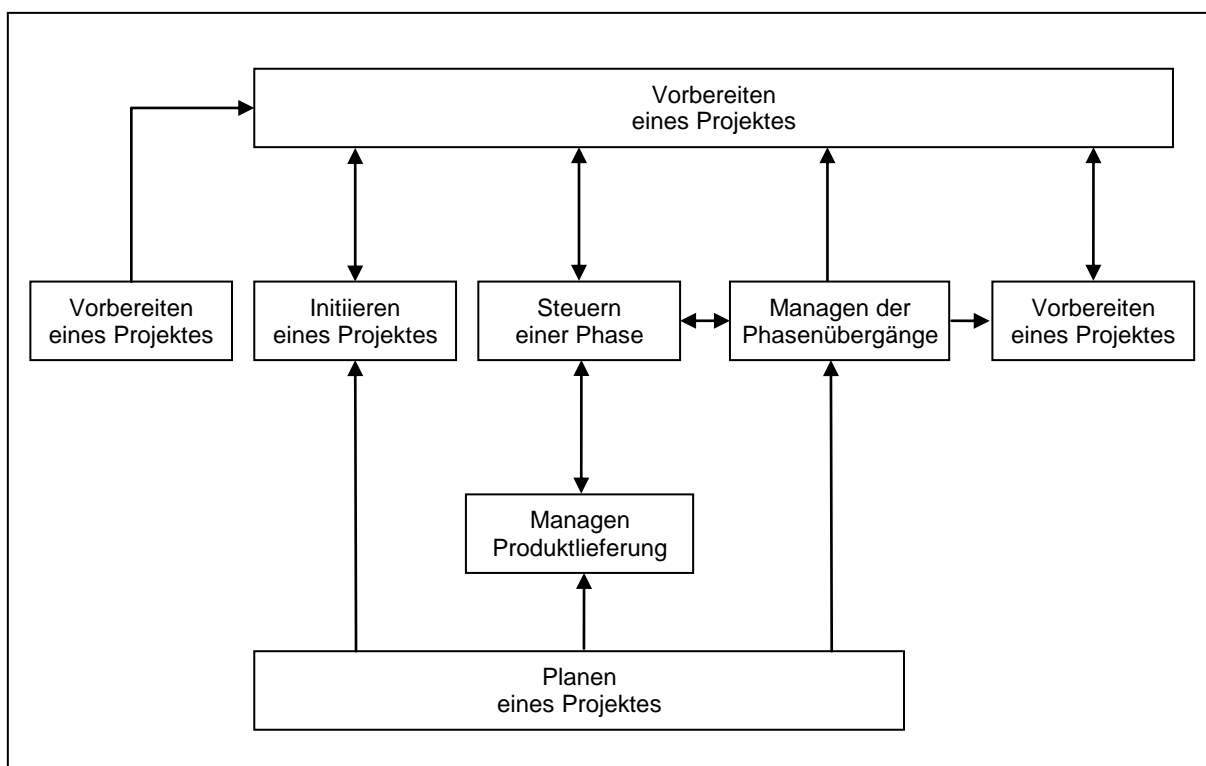 Vorbereiten
eines Projektes
Vorbereiten
eines Projektes
Initiieren
eines Projektes
Steuern
einer Phase
Managen der
Phasenübergänge
Vorbereiten
eines Projektes
Managen
Produktlieferung
Planen
eines Projektes